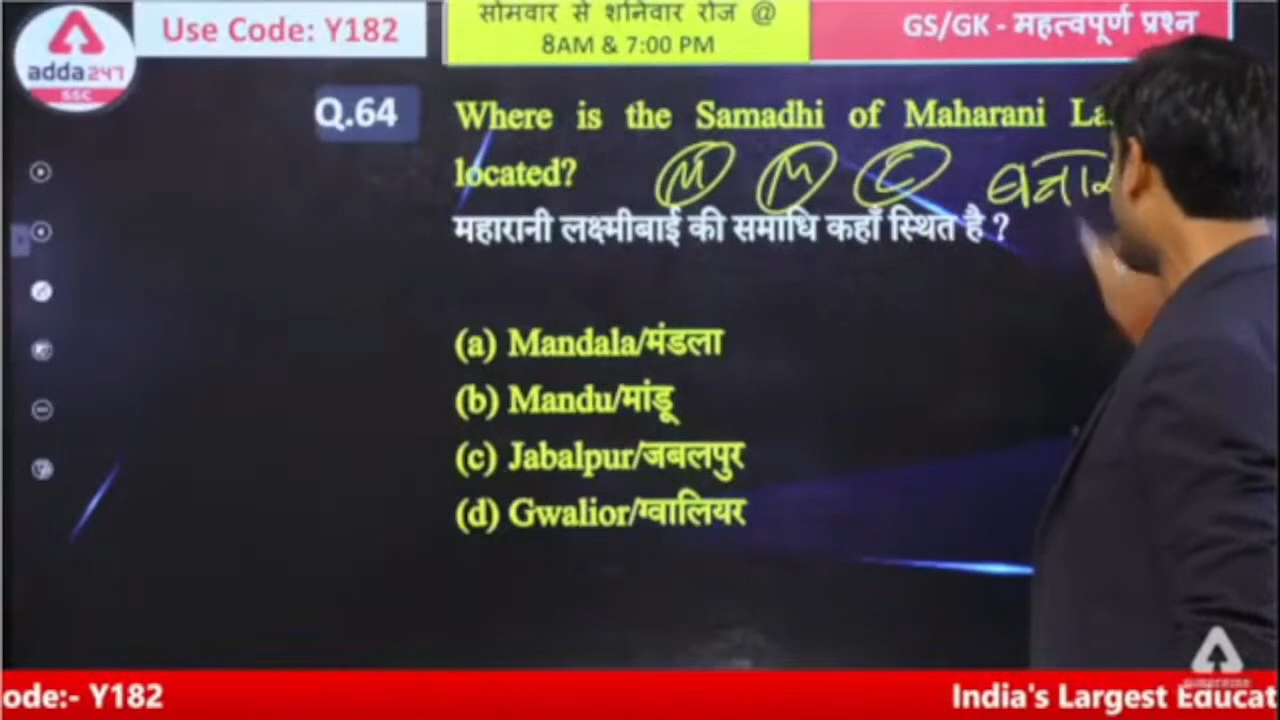 Use Code: Y182
सोमवार से शनिवार रोज @
8AM & 7:00 PM
GS/GK - महत्वपूर्ण प्रश्न
adda247
SSC
Q.64
Where is the Samadhi of Maharani
located?
M M
महारानी लक्ष्मीबाई की समाधि कहाँ स्थित है ?
(a) Mandala/मंडला
(b) Mandu/मांडू
(c) Jabalpur/जबलपुर
(d) Gwalior/ग्वालियर
ode:- Y182
India's Largest Educat